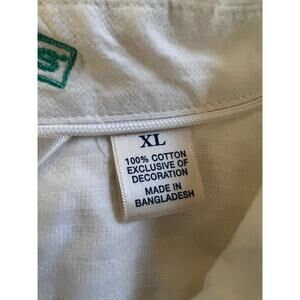 XL
100% COTTON
EXCLUSIVE OF
DECORATION
MADE IN
BANGLADESH